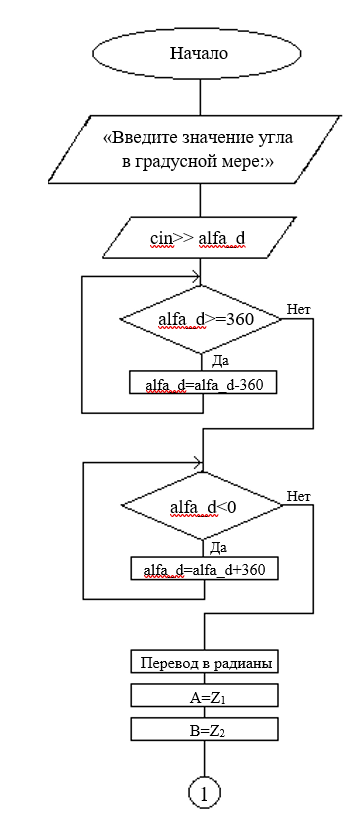 Начало
«Введите значение угла
в градусной мере:»
cin>> alfa_d
alfa_d>=360
Нет
Да
alfa_d=alfa_d-360
alfa_d<0
Нет
Да
alfa_d=alfa_d+360
Перевод в радианы
A=Z₁
B=Z₂
1